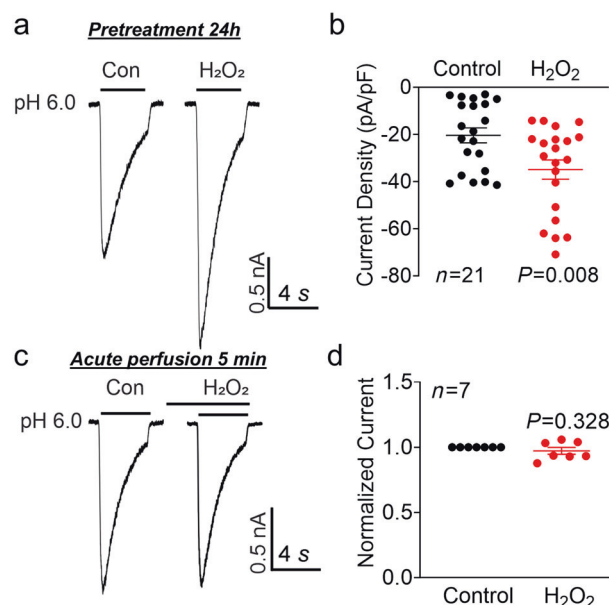 a
Pretreatment 24h
Con
H₂O₂
pH 6.0
0.5 nA
4 s
b
Control
H₂O₂
Current Density (pA/pF)
0
-20
-40
-60
-80
n=21
P=0.008
c
Acute perfusion 5 min
Con
H₂O₂
pH 6.0
0.5 nA
4 s
d
Normalized Current
1.5
1.0
0.5
0.0
n=7
P=0.328
Control
H₂O₂